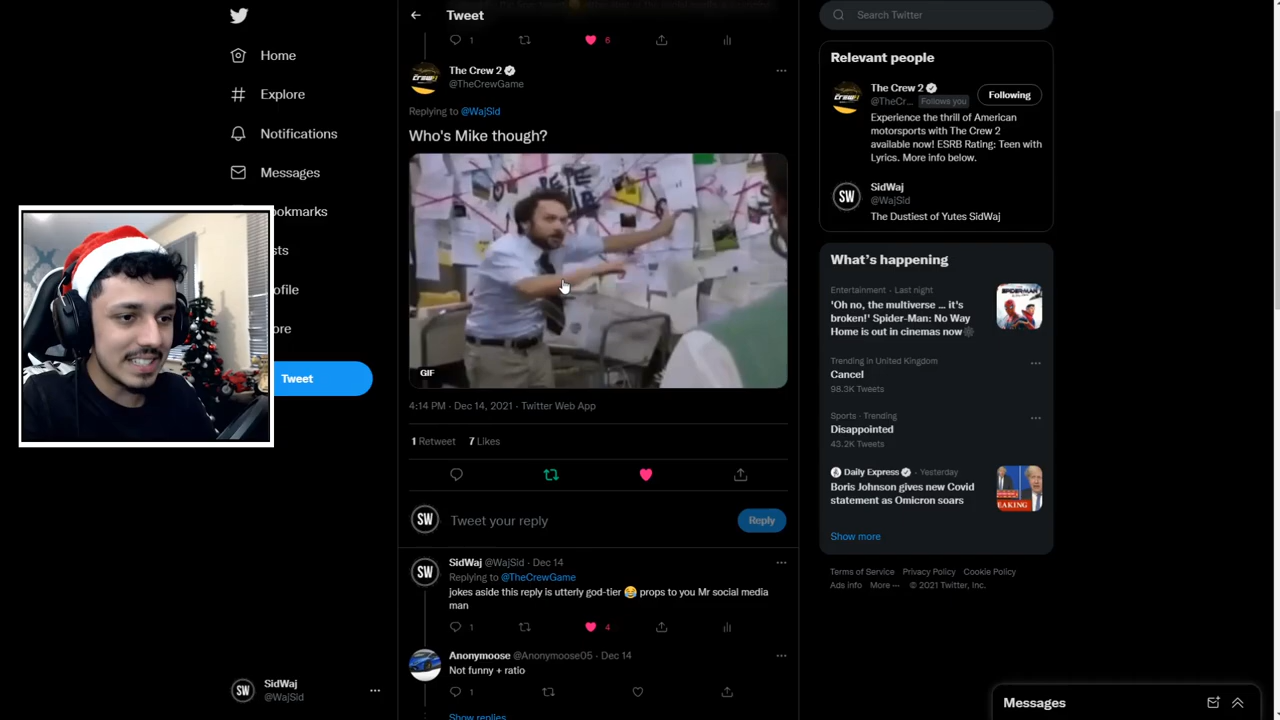 Home
Explore
Notifications
Messages
ookmarks
sts
rofile
ore
Tweet
SidWaj
@WajSid
Tweet
1
6
The Crew 2
@TheCrewGame
Replying to @WajSid
Who's Mike though?
GIF
4:14 PM · Dec 14, 2021 · Twitter Web App
1 Retweet 7 Likes
SW
Tweet your reply
Reply
SW
SidWaj @WajSid · Dec 14
Replying to @TheCrewGame
jokes aside this reply is utterly god-tier 😂 props to you Mr social media
man
1
4
Anonymoose @Anonymoose05 · Dec 14
Not funny + ratio
1
Show replies
Search Twitter
Relevant people
The Crew 2
@TheCr... Follows you
Following
Experience the thrill of American
motorsports with The Crew 2
available now! ESRB Rating: Teen with
Lyrics. More info below.
SW
SidWaj
@WajSid
The Dustiest of Yutes SidWaj
What's happening
Entertainment · Last night
'Oh no, the multiverse ... it's
broken!' Spider-Man: No Way
Home is out in cinemas now
Trending in United Kingdom
Cancel
98.3K Tweets
Sports · Trending
Disappointed
43.2K Tweets
Daily Express · Yesterday
Boris Johnson gives new Covid
statement as Omicron soars
Show more
Terms of Service Privacy Policy Cookie Policy
Ads info More ··· © 2021 Twitter, Inc.
Messages